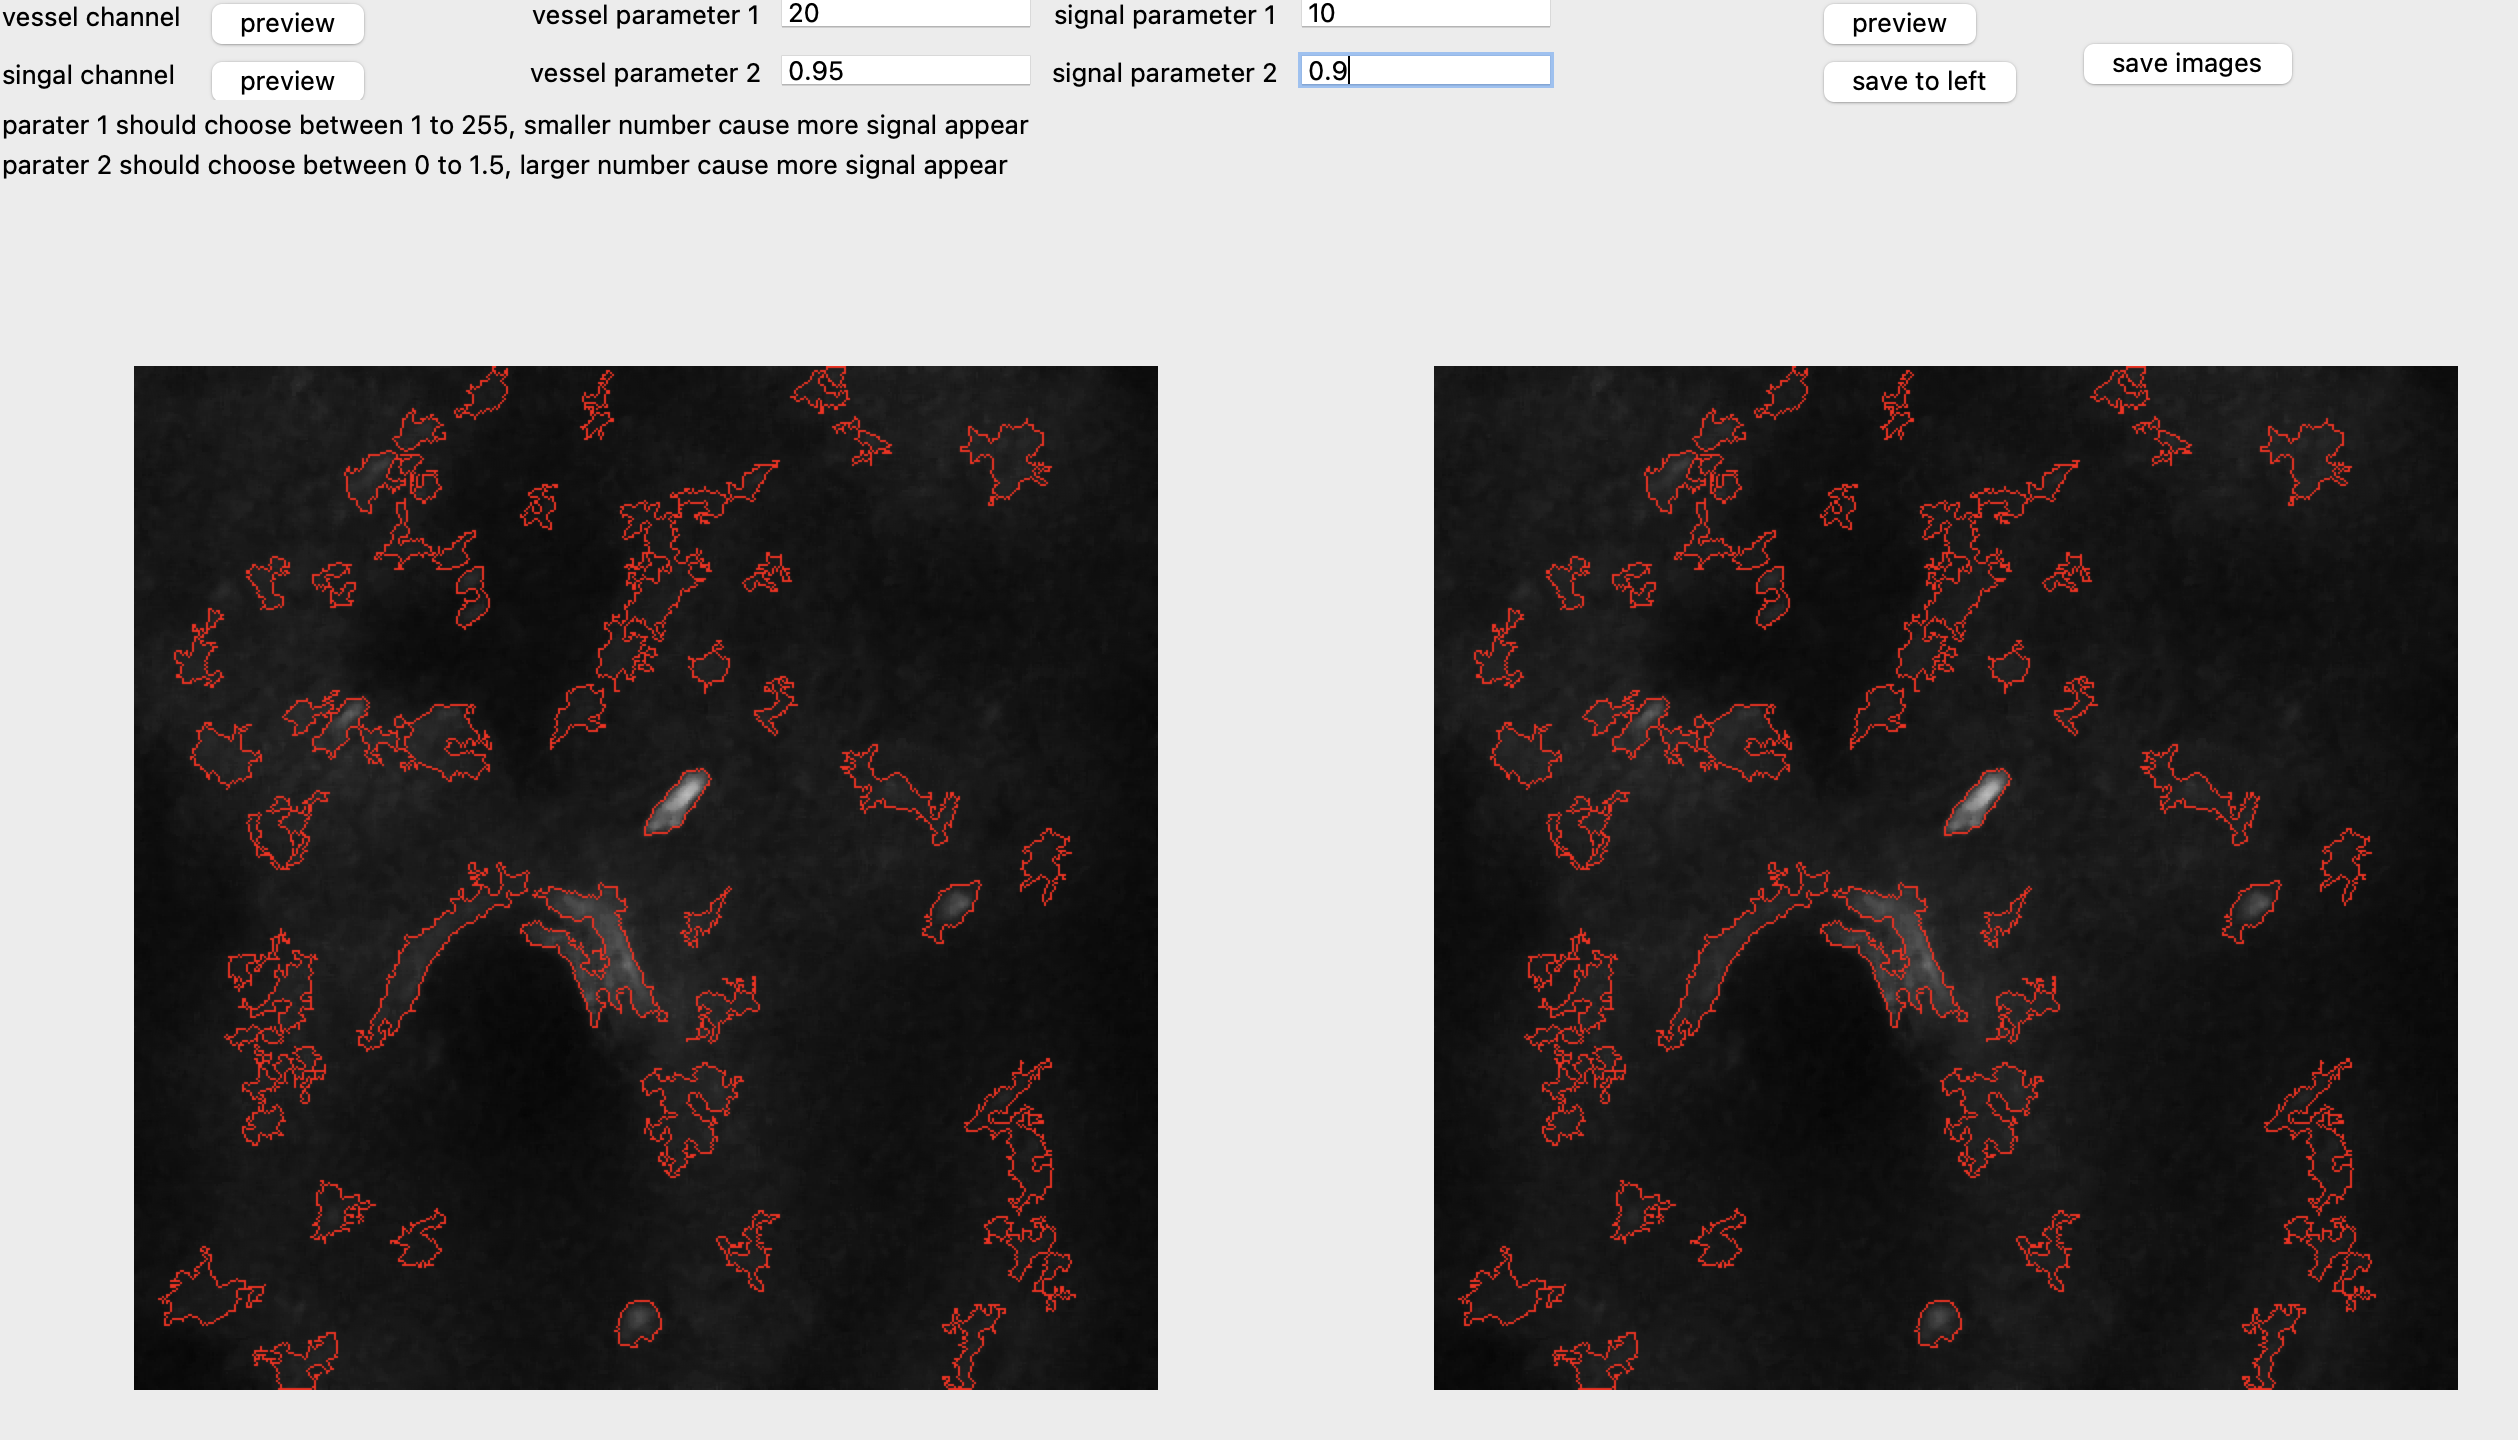 vessel channel preview vessel parameter 1 20 signal parameter 1 10 preview
singal channel preview vessel parameter 2 0.95 signal parameter 2 0.9 save to left save images
parater 1 should choose between 1 to 255, smaller number cause more signal appear
parater 2 should choose between 0 to 1.5, larger number cause more signal appear